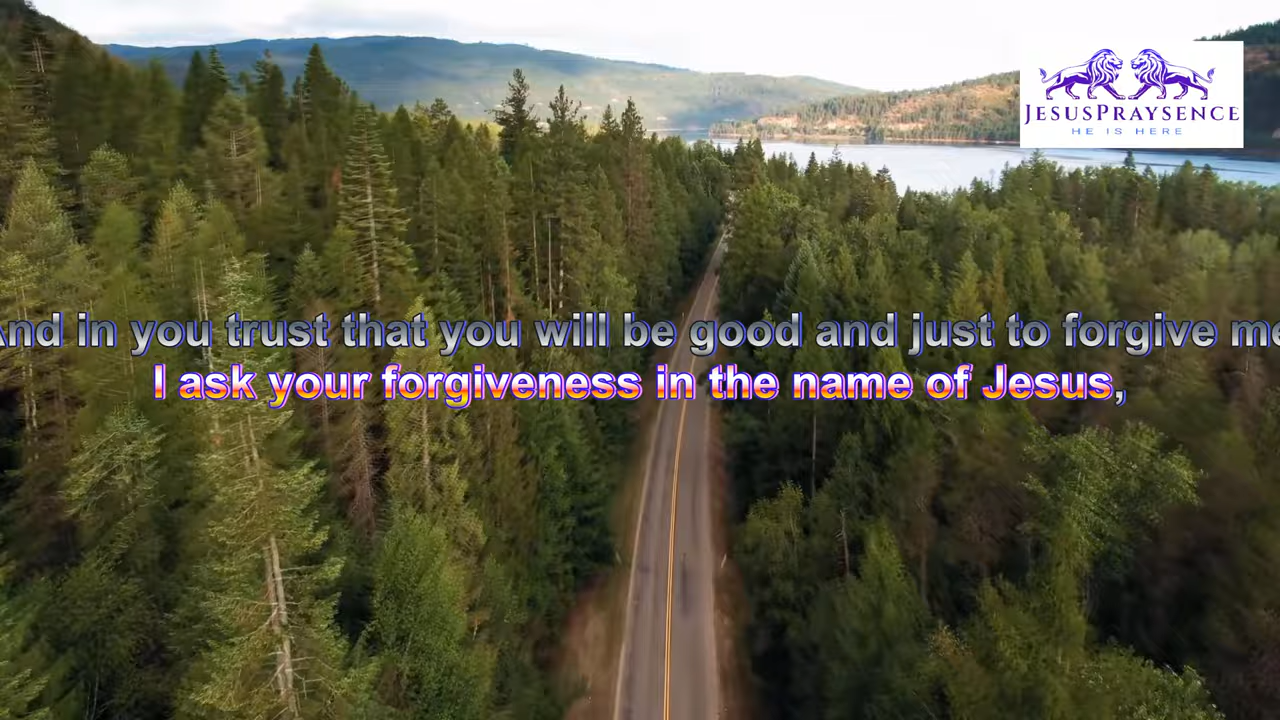 JESUSPRAYSENCE
HE IS HERE
And in you trust that you will be good and just to forgive me
I ask your forgiveness in the name of Jesus,